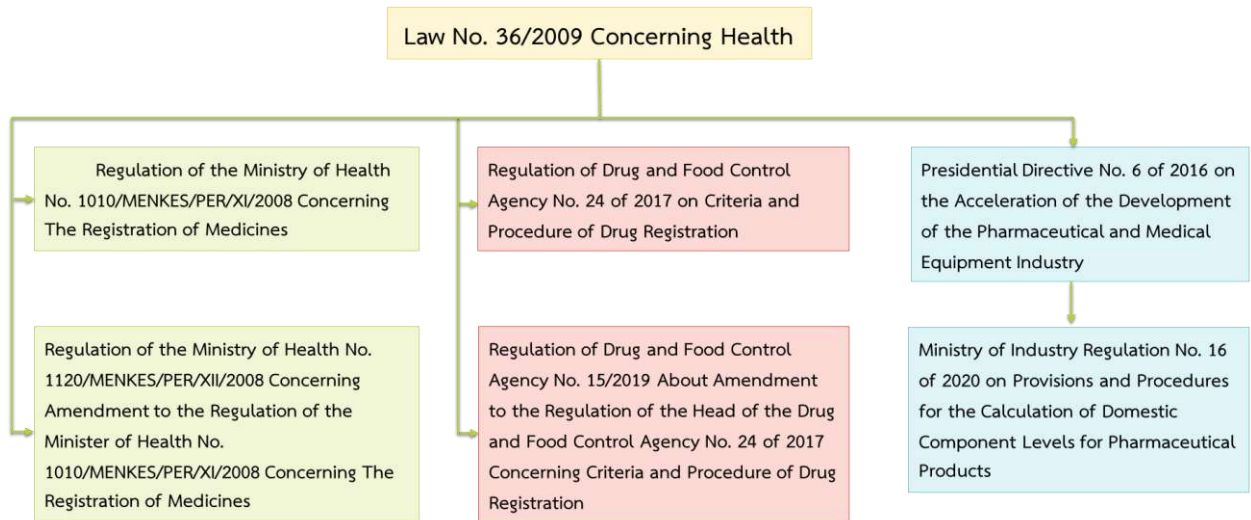 Law No. 36/2009 Concerning Health
Regulation of the Ministry of Health
No. 1010/MENKES/PER/XI/2008 Concerning
The Registration of Medicines
Regulation of Drug and Food Control
Agency No. 24 of 2017 on Criteria and
Procedure of Drug Registration
Presidential Directive No. 6 of 2016 on
the Acceleration of the Development
of the Pharmaceutical and Medical
Equipment Industry
Regulation of the Ministry of Health No.
1120/MENKES/PER/XII/2008 Concerning
Amendment to the Regulation of the
Minister of Health No.
1010/MENKES/PER/XI/2008 Concerning The
Registration of Medicines
Regulation of Drug and Food Control
Agency No. 15/2019 About Amendment
to the Regulation of the Head of the Drug
and Food Control Agency No. 24 of 2017
Concerning Criteria and Procedure of Drug
Registration
Ministry of Industry Regulation No. 16
of 2020 on Provisions and Procedures
for the Calculation of Domestic
Component Levels for Pharmaceutical
Products